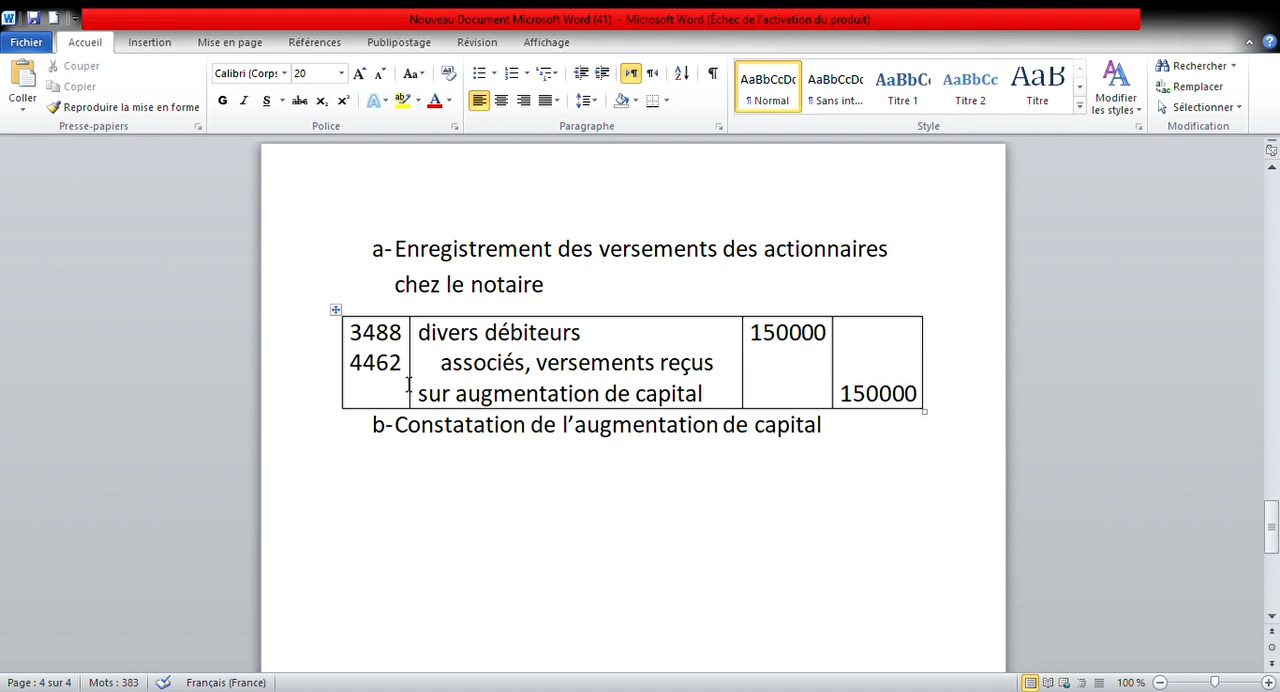 Nouveau Document Microsoft Word (41) - Microsoft Word (Échec de l'activation du produit)
Fichier Accueil Insertion Mise en page Références Publipostage Révision Affichage
Coller
Couper
Copier
Reproduire la mise en forme
Presse-papiers
Calibri (Corps 20
Police
Paragraphe
AaBbCcDc AaBbCcDc AaBbC AaBbCc AaB
¶ Normal ¶ Sans int... Titre 1 Titre 2 Titre
Modifier les styles
Style
Rechercher
Remplacer
Sélectionner
Modification
a- Enregistrement des versements des actionnaires
chez le notaire
3488 divers débiteurs 150000
4462 associés, versements reçus
sur augmentation de capital 150000
b- Constatation de l’augmentation de capital
Page : 4 sur 4 Mots : 383 Français (France) 100 %